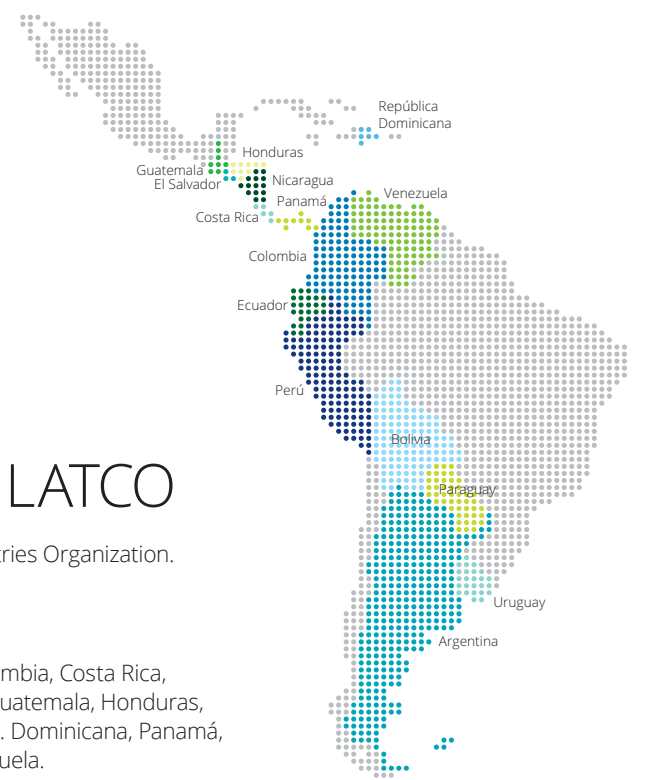 República
Dominicana
Honduras
Guatemala
El Salvador
Nicaragua
Venezuela
Panamá
Costa Rica
Colombia
Ecuador
Perú
Bolivia
LATCO
Paraguay
tries Organization.
Uruguay
Argentina
mbia, Costa Rica,
uatemala, Honduras,
. Dominicana, Panamá,
uela.